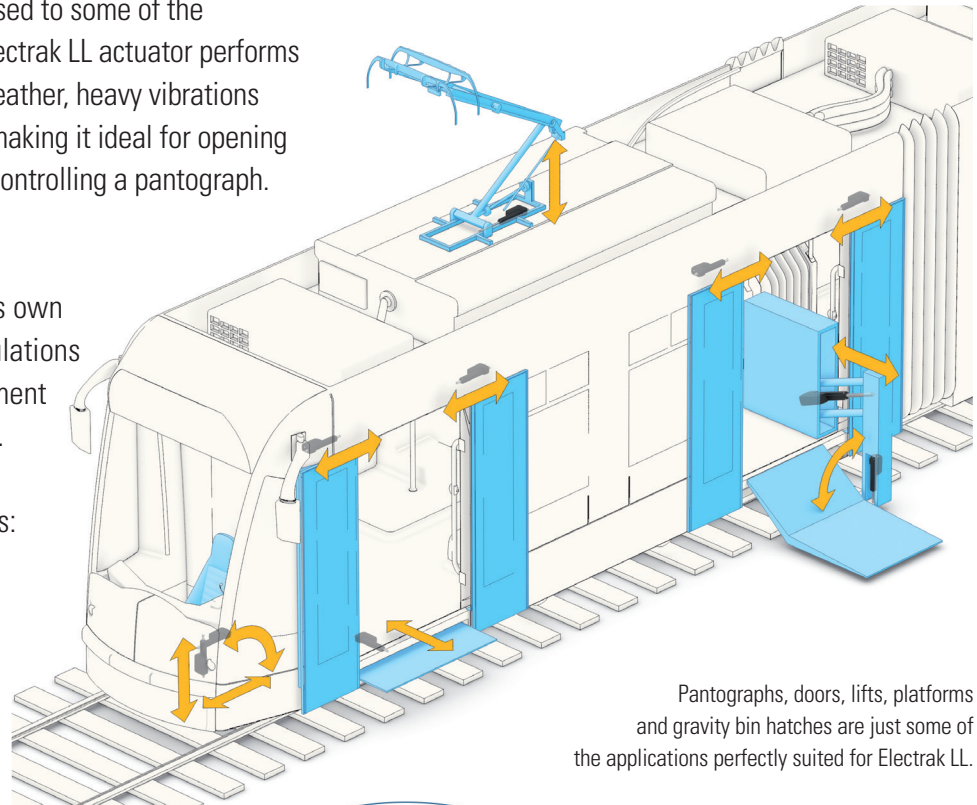 sed to some of the
ectrak LL actuator performs
eather, heavy vibrations
making it ideal for opening
ontrolling a pantograph.
s own
ulations
ment
.
s:
Pantographs, doors, lifts, platforms
and gravity bin hatches are just some of
the applications perfectly suited for Electrak LL.